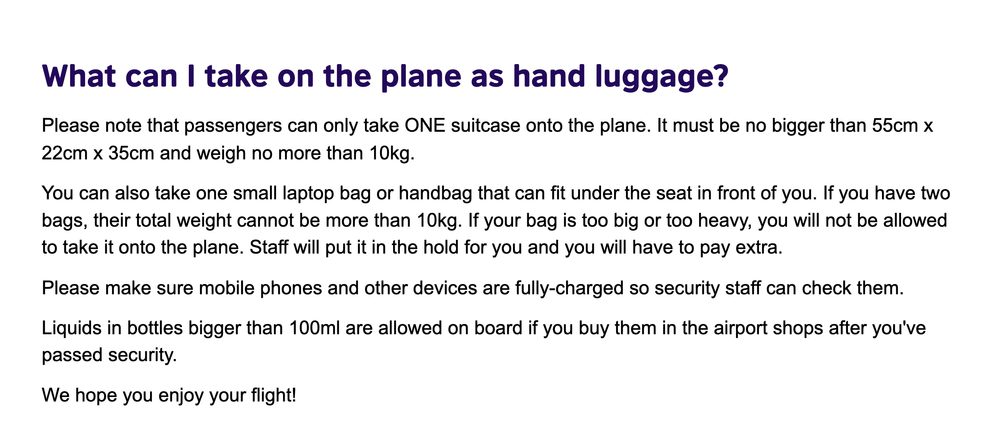 What can I take on the plane as hand luggage?
Please note that passengers can only take ONE suitcase onto the plane. It must be no bigger than 55cm x
22cm x 35cm and weigh no more than 10kg.
You can also take one small laptop bag or handbag that can fit under the seat in front of you. If you have two
bags, their total weight cannot be more than 10kg. If your bag is too big or too heavy, you will not be allowed
to take it onto the plane. Staff will put it in the hold for you and you will have to pay extra.
Please make sure mobile phones and other devices are fully-charged so security staff can check them.
Liquids in bottles bigger than 100ml are allowed on board if you buy them in the airport shops after you've
passed security.
We hope you enjoy your flight!